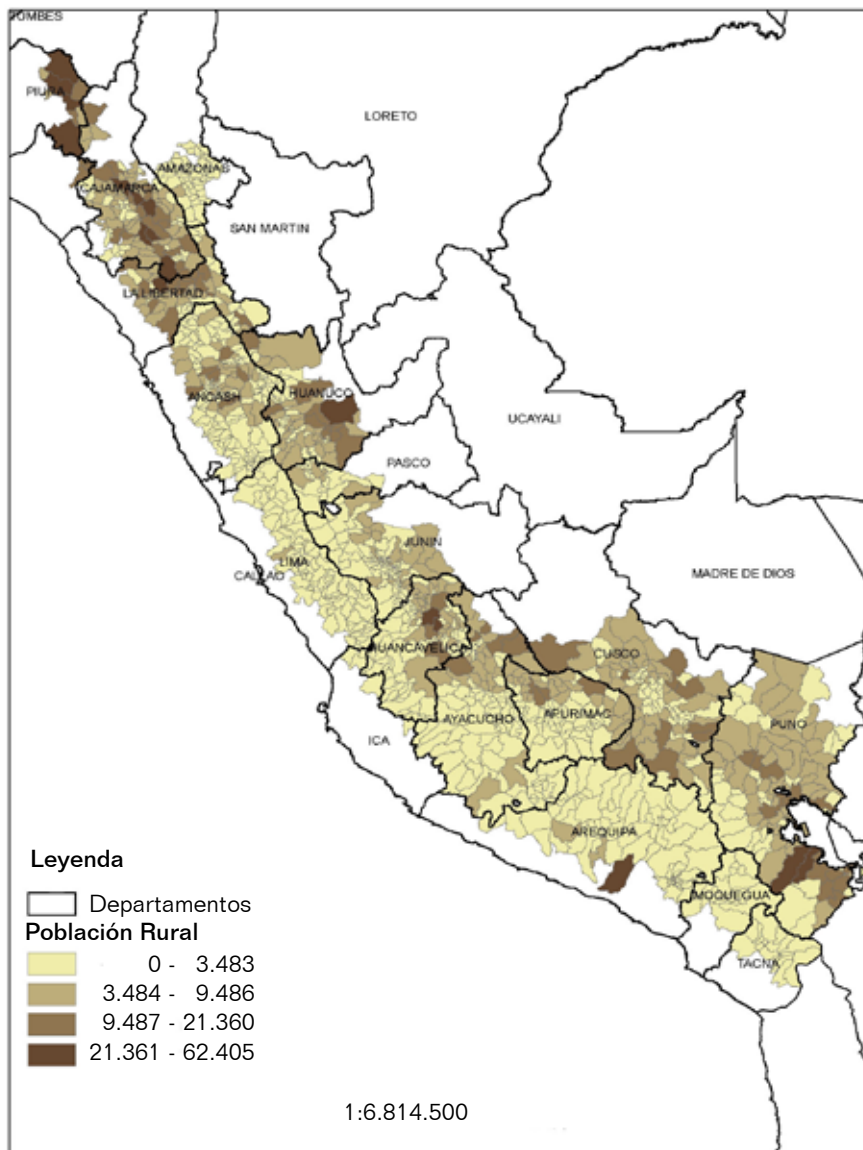 PIURA
LORETO
AMAZONAS
CAJAMARCA
SAN MARTIN
LA LIBERTAD
ANCASH
HUANUCO
UCAYALI
PASCO
JUNIN
LIMA
CALLAO
MADRE DE DIOS
HUANCAVELICA
CUSCO
AYACUCHO
APURIMAC
PUNO
ICA
AREQUIPA
MOQUEGUA
TACNA
Leyenda
Departamentos
Población Rural
0 - 3.483
3.484 - 9.486
9.487 - 21.360
21.361 - 62.405
1:6.814.500